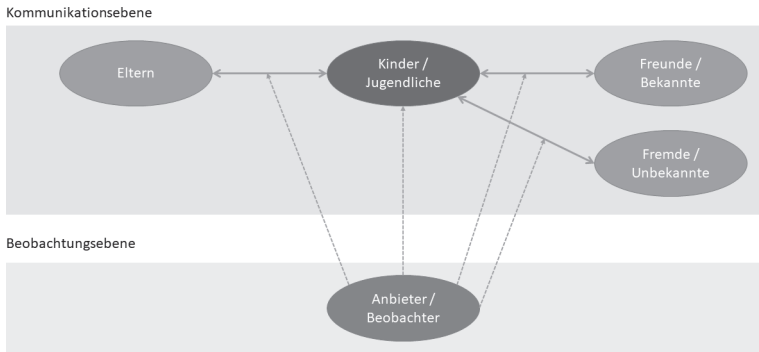 Kommunikationsebene
Eltern
Kinder /
Jugendliche
Freunde /
Bekannte
Fremde /
Unbekannte
Beobachtungsebene
Anbieter /
Beobachter